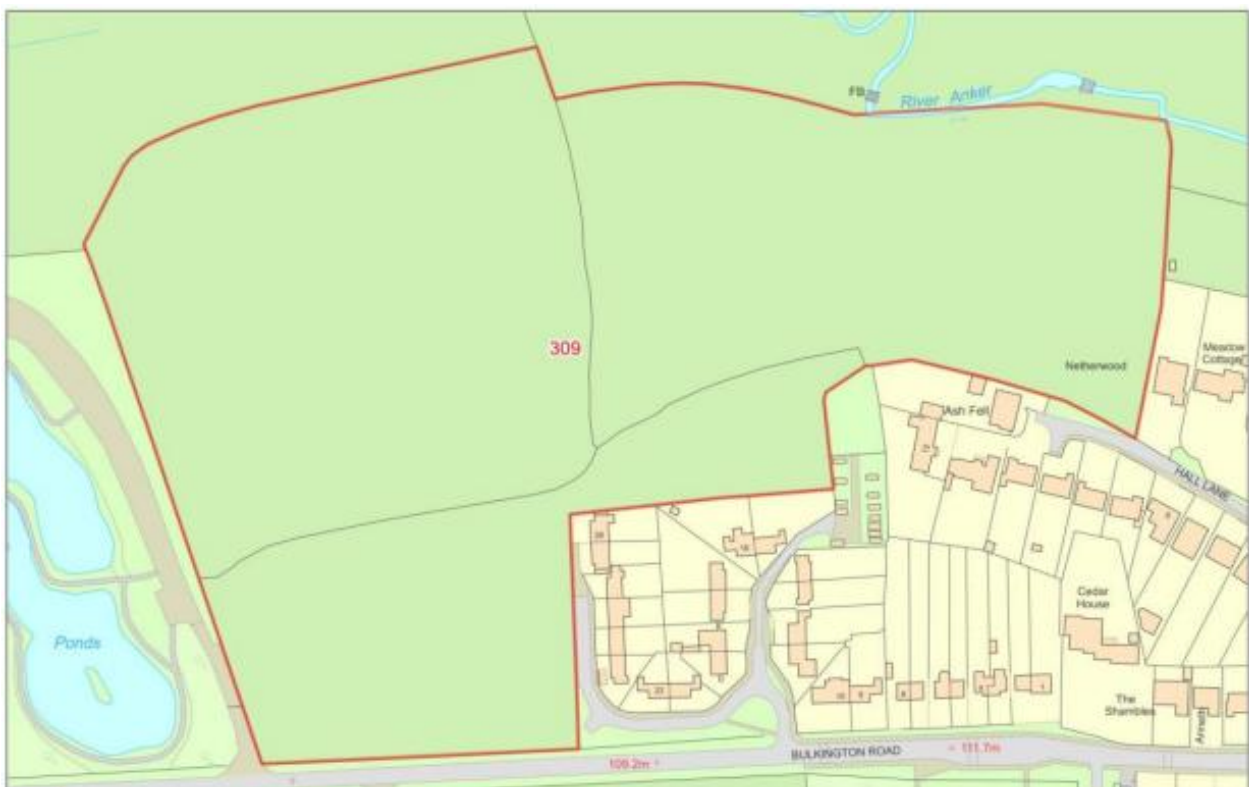 FB
River Anker
309
Meadow
Cottage
Netherwood
Ash Fell
HALL LANE
Cedar
House
Ponds
The
Shambles
Annells
BULKINGTON ROAD
111.7m
109.2m